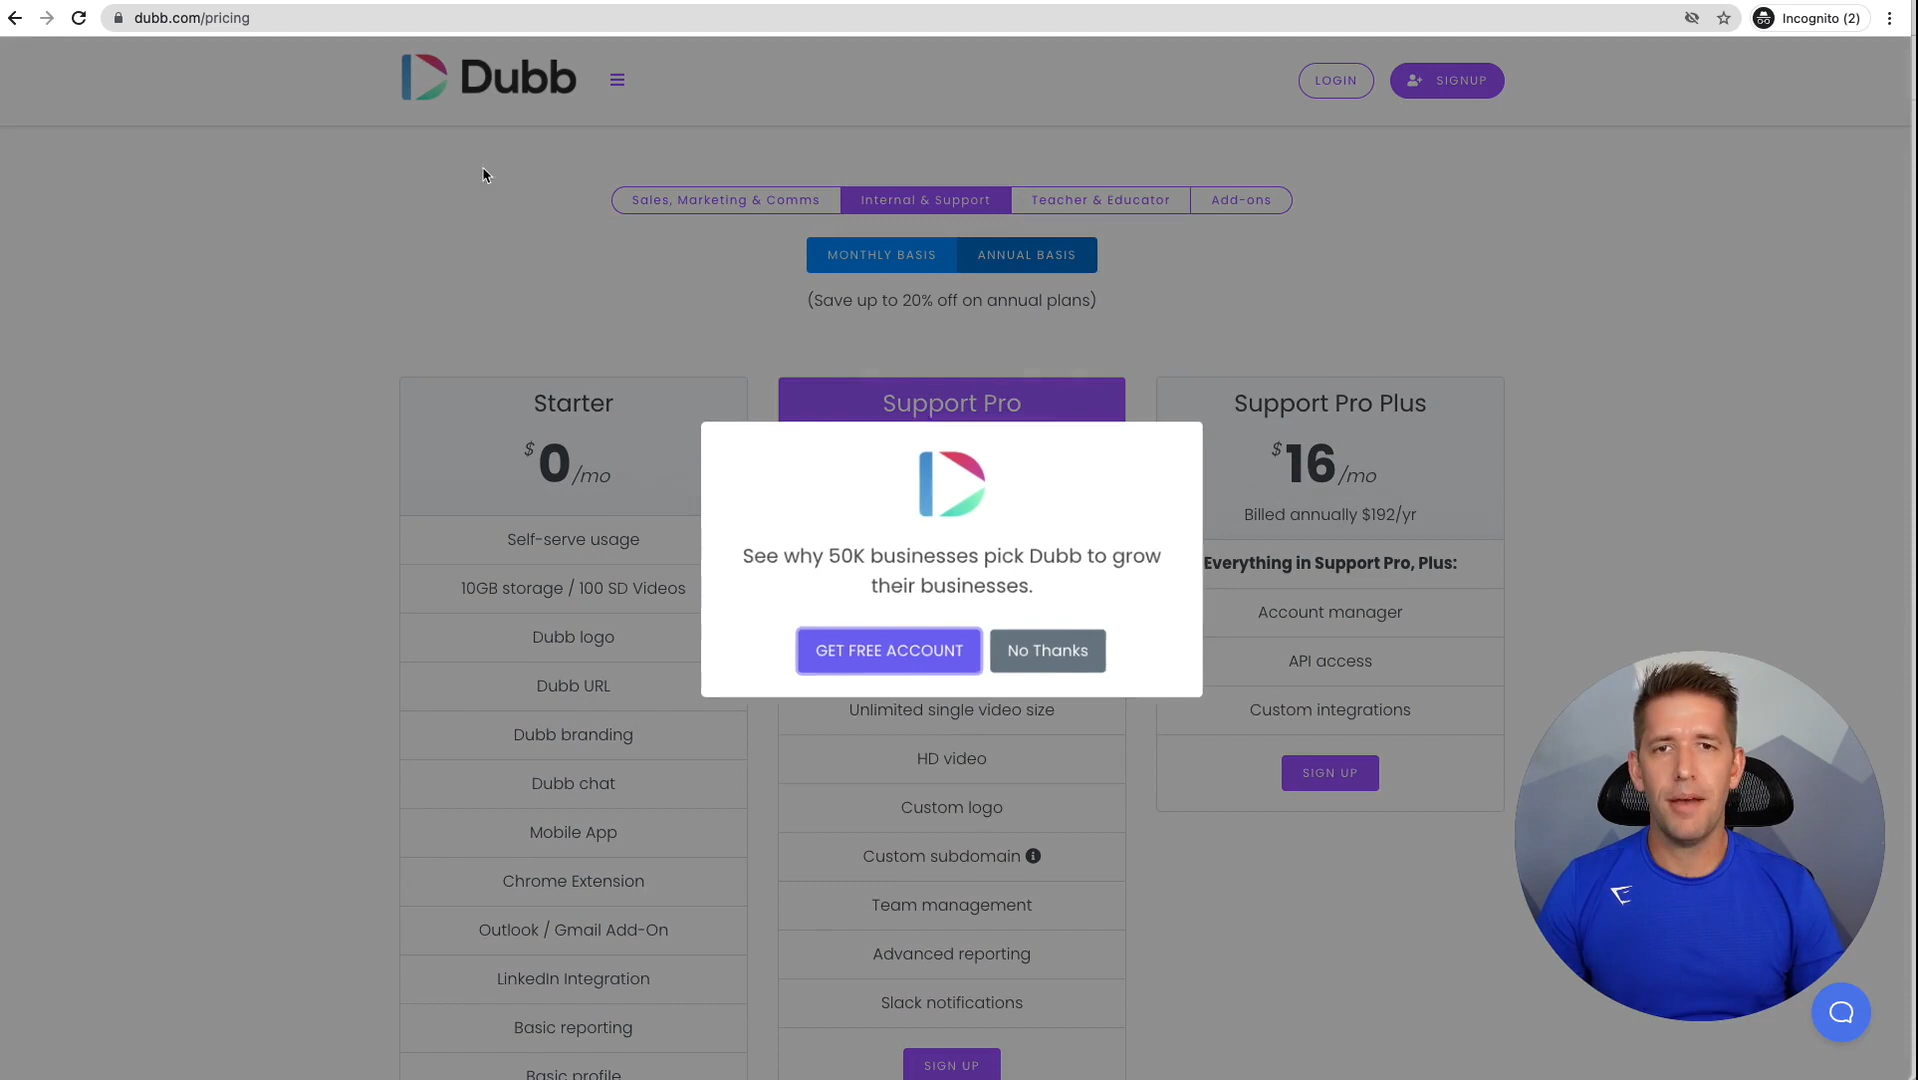 dubb.com/pricing
Incognito (2)
Dubb
LOGIN
SIGNUP
Sales, Marketing & Comms
Internal & Support
Teacher & Educator
Add-ons
MONTHLY BASIS
ANNUAL BASIS
(Save up to 20% off on annual plans)
Starter
$0/mo
Self-serve usage
10GB storage / 100 SD Videos
Dubb logo
Dubb URL
Dubb branding
Dubb chat
Mobile App
Chrome Extension
Outlook / Gmail Add-On
LinkedIn Integration
Basic reporting
Basic profile
Support Pro
See why 50K businesses pick Dubb to grow
their businesses.
GET FREE ACCOUNT
No Thanks
Unlimited single video size
HD video
Custom logo
Custom subdomain
Team management
Advanced reporting
Slack notifications
SIGN UP
Support Pro Plus
$16/mo
Billed annually $192/yr
Everything in Support Pro, Plus:
Account manager
API access
Custom integrations
SIGN UP